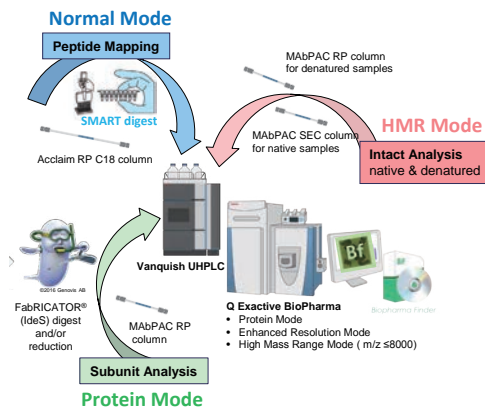 Normal Mode
Peptide Mapping
SMART digest
Acclaim RP C18 column
MAbPAC RP column
for denatured samples
MAbPAC SEC column
for native samples
HMR Mode
Intact Analysis
native & denatured
Vanquish UHPLC
Bf
Biopharma Finder
©2016 Genovis AB
FabRICATOR®
(IdeS) digest
and/or
reduction
MAbPAC RP
column
Q Exactive BioPharma
• Protein Mode
• Enhanced Resolution Mode
• High Mass Range Mode ( m/z ≤8000)
Subunit Analysis
Protein Mode